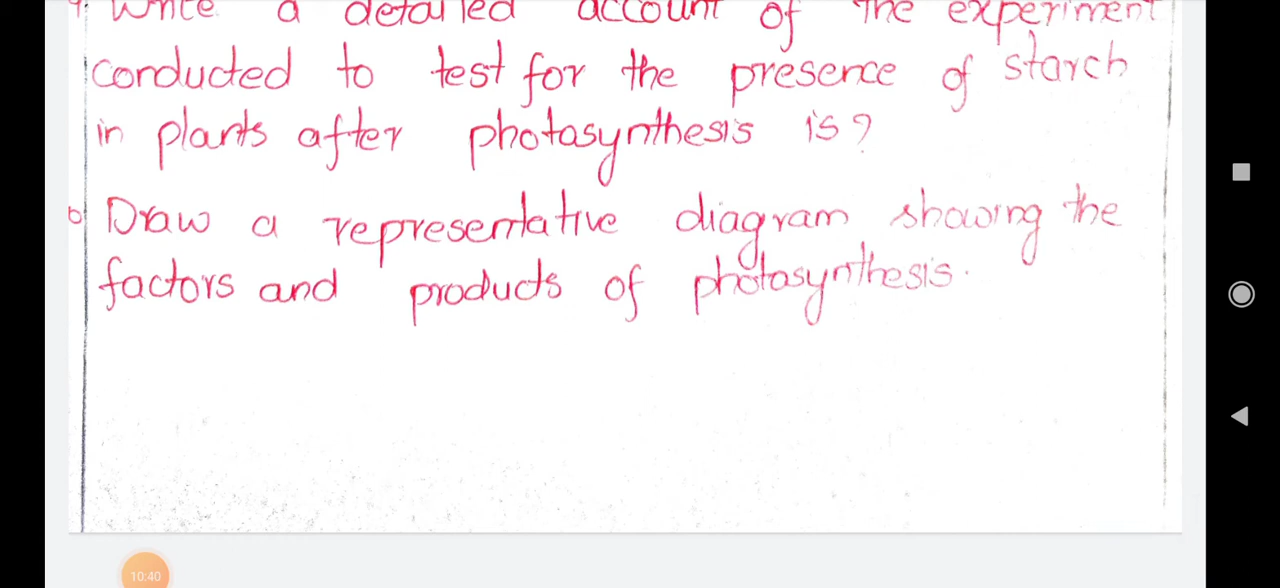 9. Write a detailed account of the experiment
conducted to test for the presence of starch
in plants after photosynthesis is?
Draw a representative diagram showing the
factors and products of photosynthesis.
10:40